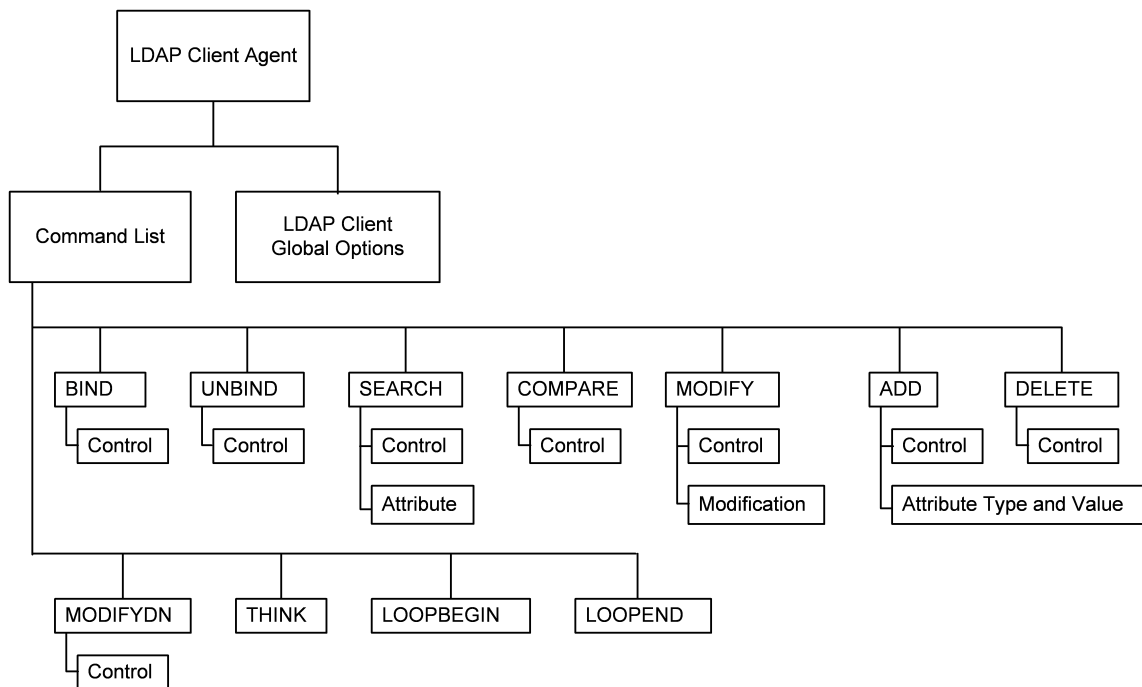 LDAP Client Agent
Command List
LDAP Client
Global Options
BIND
UNBIND
SEARCH
COMPARE
MODIFY
ADD
DELETE
Control
Control
Control
Control
Control
Control
Control
Attribute
Modification
Attribute Type and Value
MODIFYDN
THINK
LOOPBEGIN
LOOPEND
Control